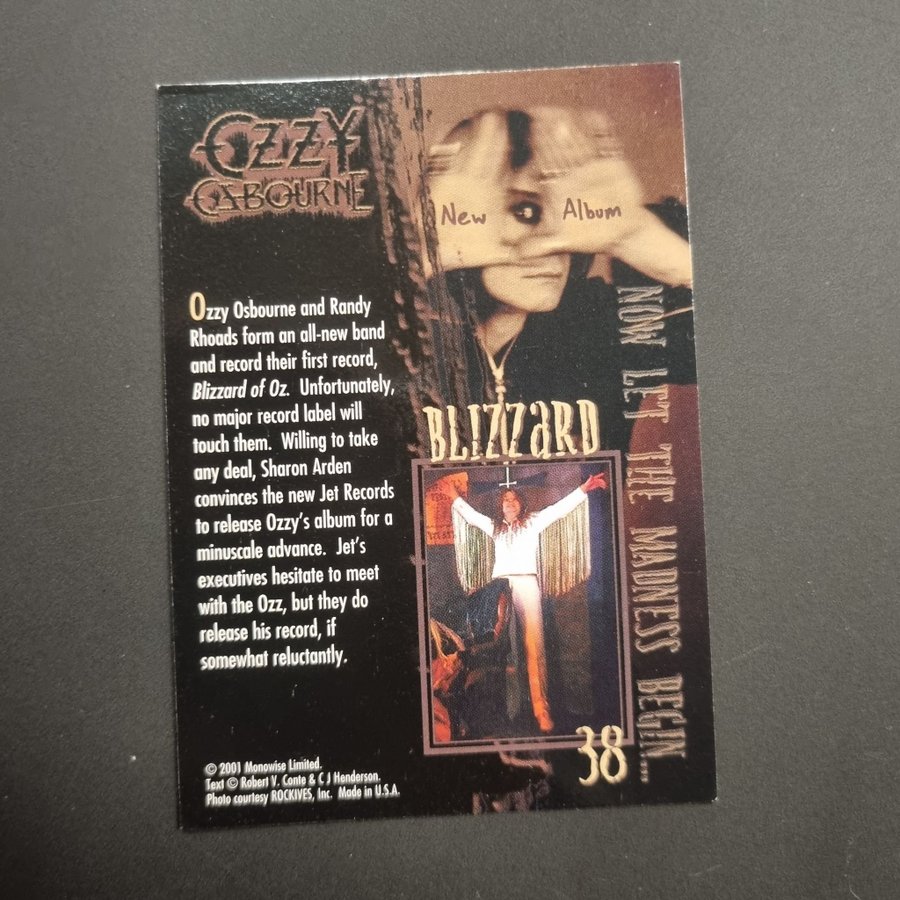 OZZY
OSBOURNE
New Album
Ozzy Osbourne and Randy
Rhoads form an all-new band
and record their first record,
Blizzard of Oz. Unfortunately,
no major record label will
touch them. Willing to take
any deal, Sharon Arden
convinces the new Jet Records
to release Ozzy's album for a
minuscule advance. Jet's
executives hesitate to meet
with the Ozz, but they do
release his record, if
somewhat reluctantly.
BLIZZARD
NOW LET THE MADNESS BEGIN...
38
© 2001 Monowise Limited.
Text © Robert V. Conte & C J Henderson.
Photo courtesy ROCKIVES, Inc. Made in U.S.A.